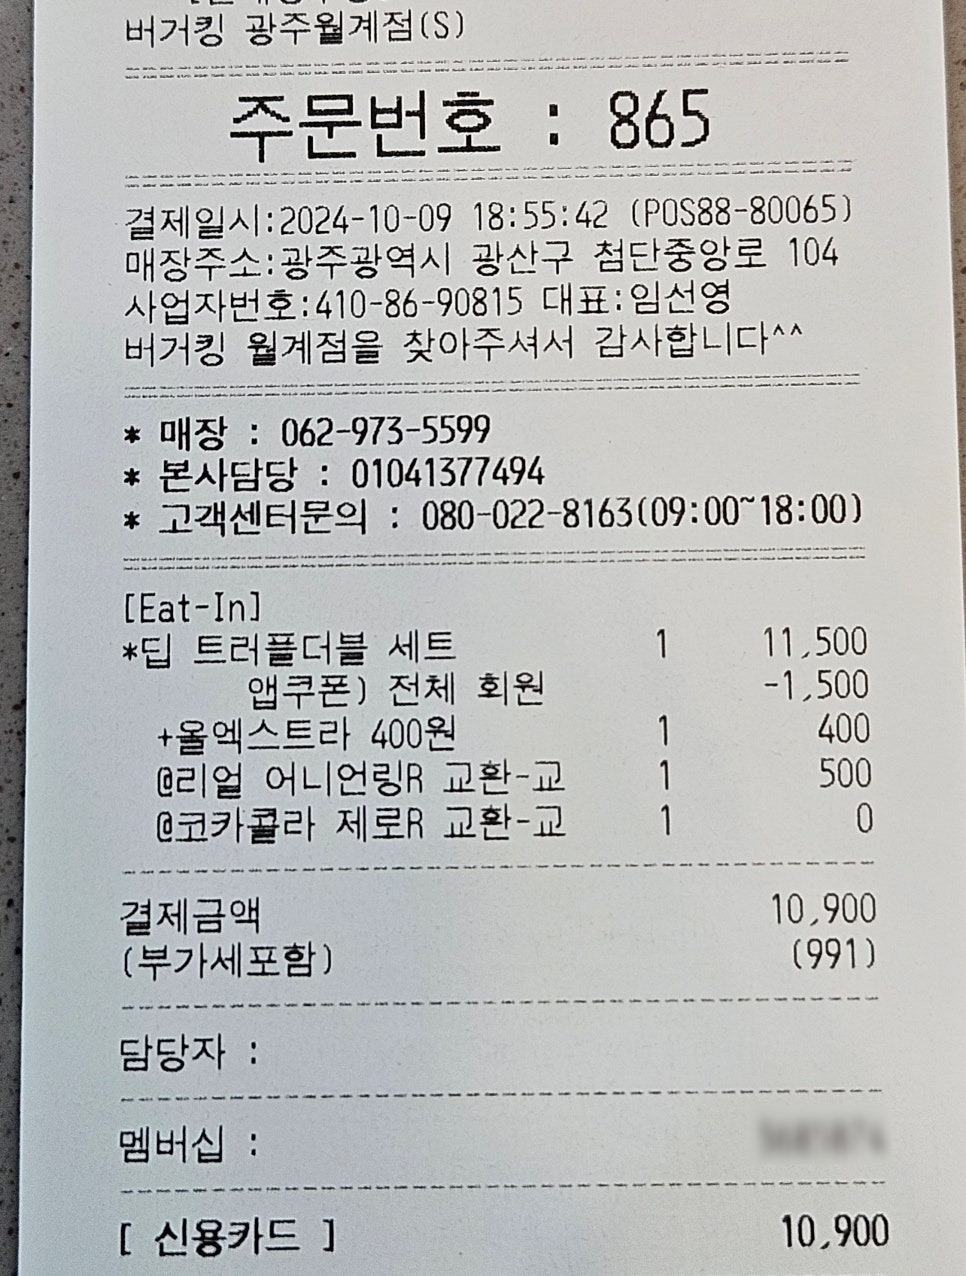 버거킹 광주월계점(S)
주문번호 : 865
결제일시:2024-10-09 18:55:42 (POS88-80065)
매장주소:광주광역시 광산구 첨단중앙로 104
사업자번호:410-86-90815 대표:임선영
버거킹 월계점을 찾아주셔서 감사합니다^^
* 매장 : 062-973-5599
* 본사담당 : 01041377494
* 고객센터문의 : 080-022-8163(09:00~18:00)
[Eat-In]
*딥 트러플더블 세트 1 11,500
앱쿠폰) 전체 회원 -1,500
+올엑스트라 400원 1 400
@리얼 어니언링R 교환-교 1 500
@코카콜라 제로R 교환-교 1 0
결제금액 10,900
(부가세포함) (991)
담당자 :
멤버십 :
[ 신용카드 ] 10,900